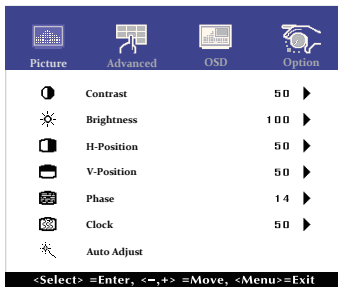 Picture Advanced OSD Option
Contrast 50
Brightness 100
H-Position 50
V-Position 50
Phase 14
Clock 50
Auto Adjust
<Select> =Enter, <–,+> =Move, <Menu>=Exit